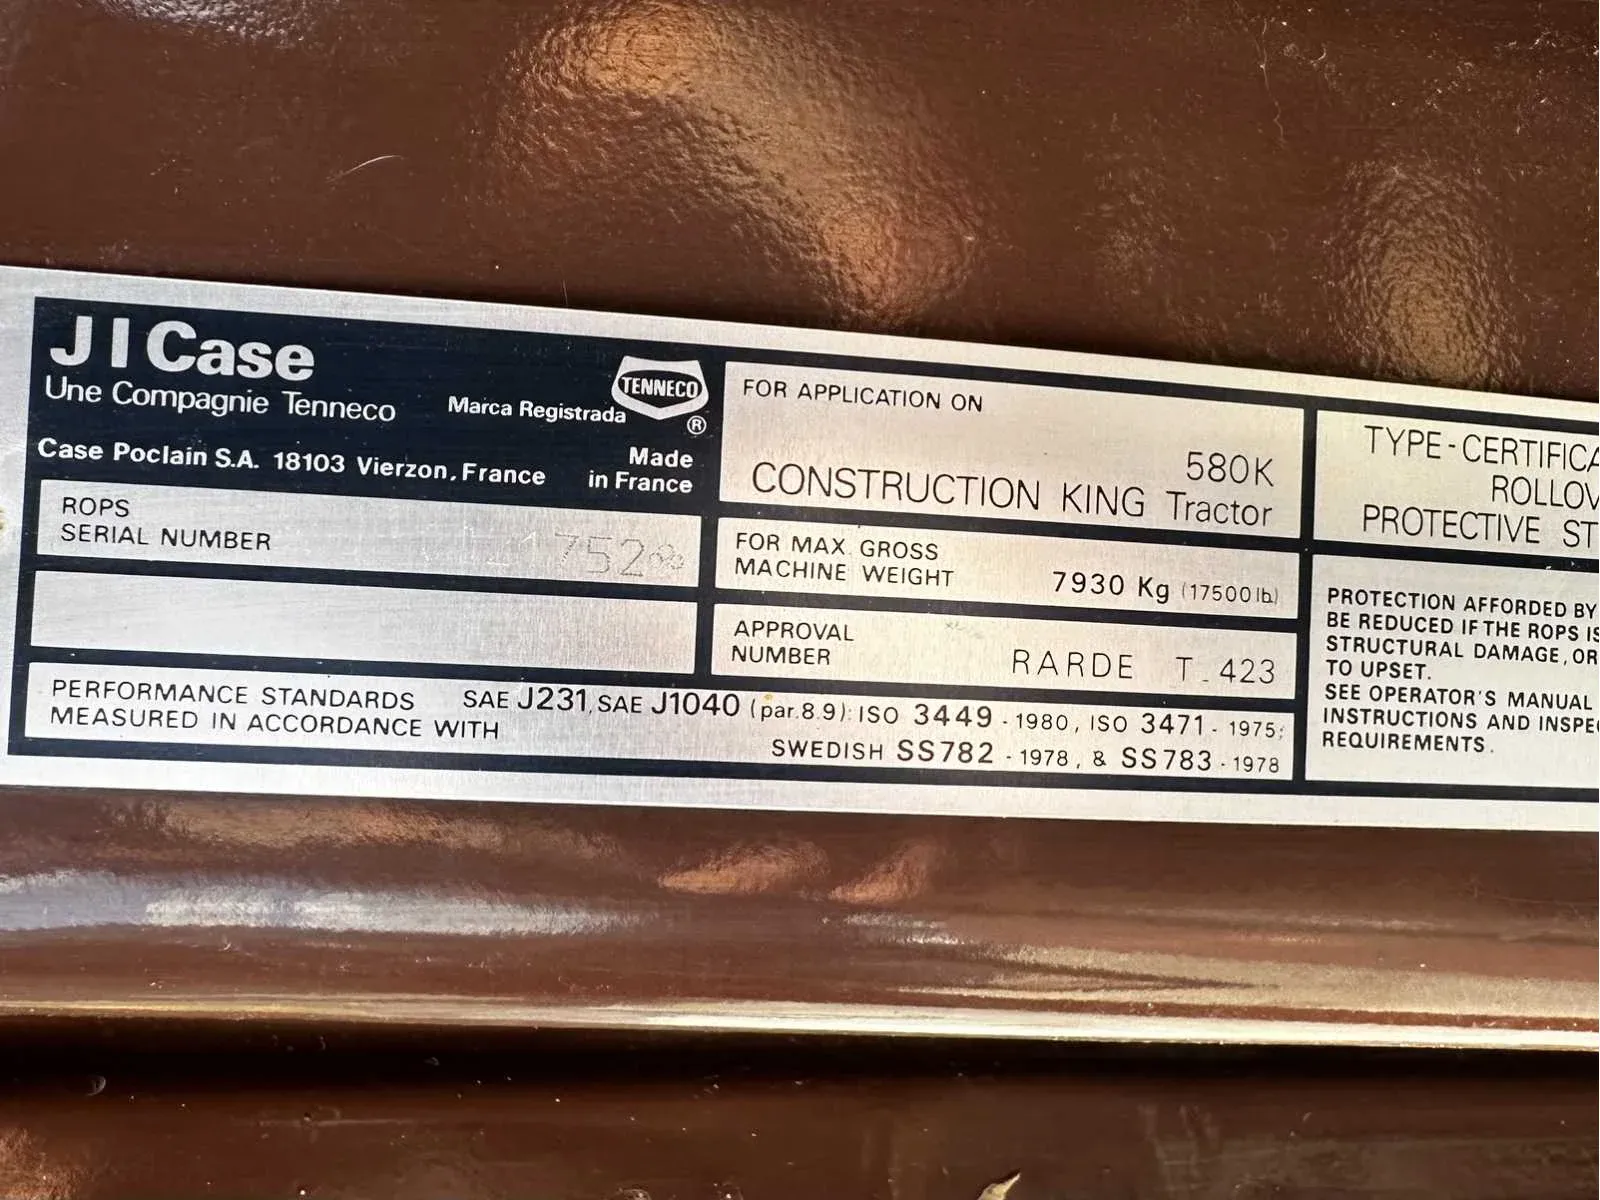 J I Case
Une Compagnie Tenneco
Marca Registrada
TENNECO
®
Case Poclain S.A. 18103 Vierzon, France
Made
in France
ROPS
SERIAL NUMBER
FOR APPLICATION ON
580K
CONSTRUCTION KING Tractor
FOR MAX. GROSS
MACHINE WEIGHT 7930 Kg (17500 lb)
APPROVAL
NUMBER RARDE T. 423
PERFORMANCE STANDARDS SAE J231, SAE J1040 (par.8.9): ISO 3449 - 1980, ISO 3471 - 1975;
MEASURED IN ACCORDANCE WITH
SWEDISH SS782 - 1978, & SS783 - 1978
TYPE-CERTIFICA
ROLLOV
PROTECTIVE ST
PROTECTION AFFORDED BY
BE REDUCED IF THE ROPS IS
STRUCTURAL DAMAGE, OR
TO UPSET.
SEE OPERATOR'S MANUAL
INSTRUCTIONS AND INSPE
REQUIREMENTS.